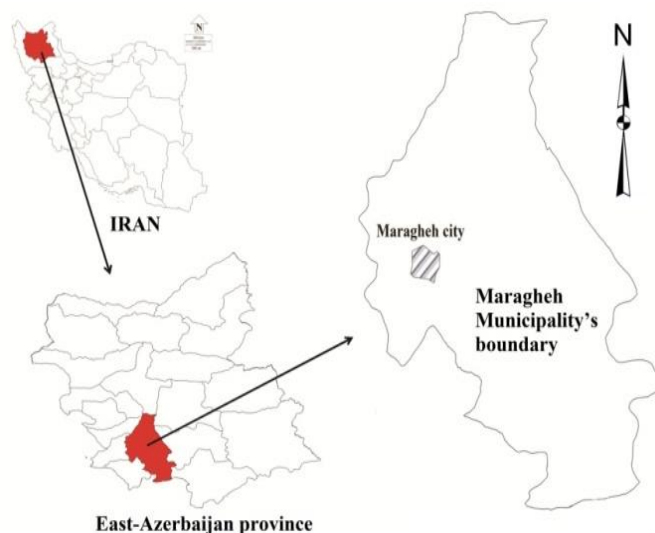 N
IRAN
East-Azerbaijan province
N
Maragheh city
Maragheh
Municipality's
boundary